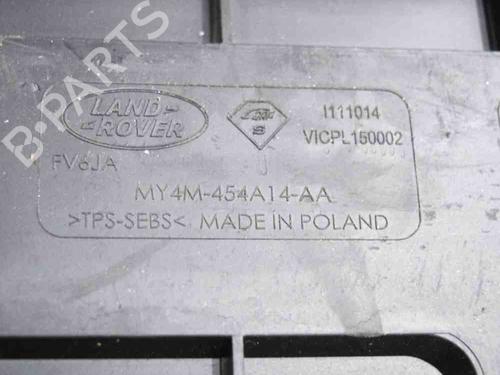 LAND-
-ROVER
I111014
VICPL150002
FV6JA
MY4M-454A14-AA
>TPS-SEBS< MADE IN POLAND
B-PARTS